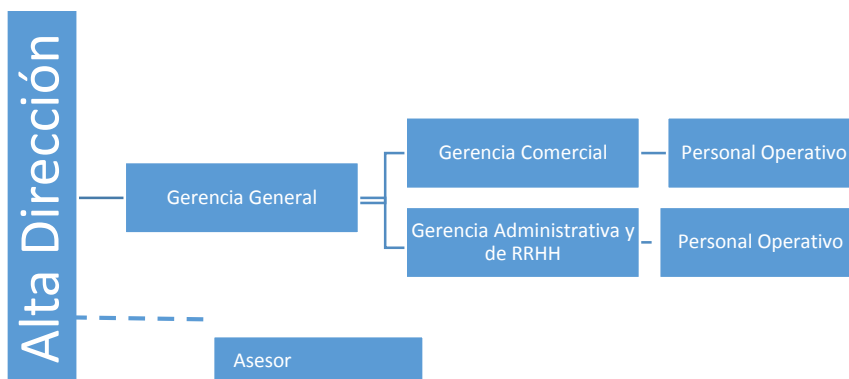 Alta Dirección
Gerencia General
Gerencia Comercial
Personal Operativo
Gerencia Administrativa y
de RRHH
Personal Operativo
Asesor